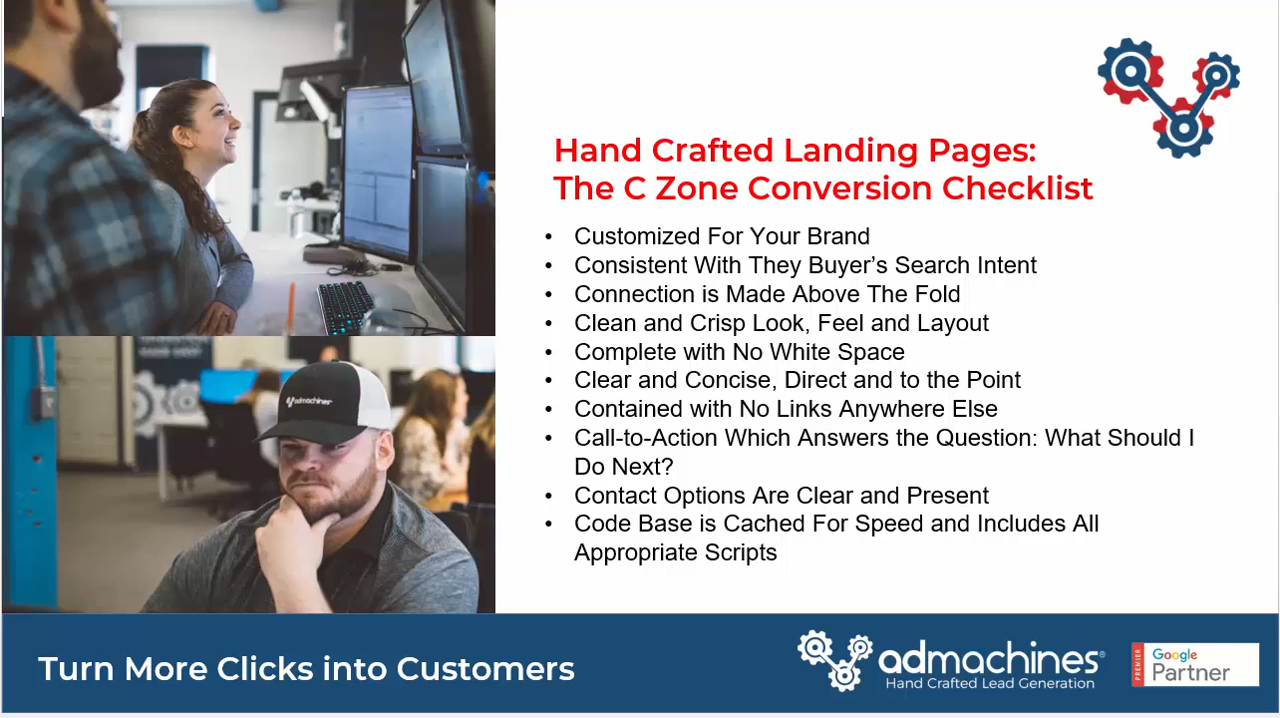 Hand Crafted Landing Pages:
The C Zone Conversion Checklist
• Customized For Your Brand
• Consistent With They Buyer’s Search Intent
• Connection is Made Above The Fold
• Clean and Crisp Look, Feel and Layout
• Complete with No White Space
• Clear and Concise, Direct and to the Point
• Contained with No Links Anywhere Else
• Call-to-Action Which Answers the Question: What Should I
Do Next?
• Contact Options Are Clear and Present
• Code Base is Cached For Speed and Includes All
Appropriate Scripts
admachines
Turn More Clicks into Customers
admachines®
Hand Crafted Lead Generation
PREMIER
Google
Partner